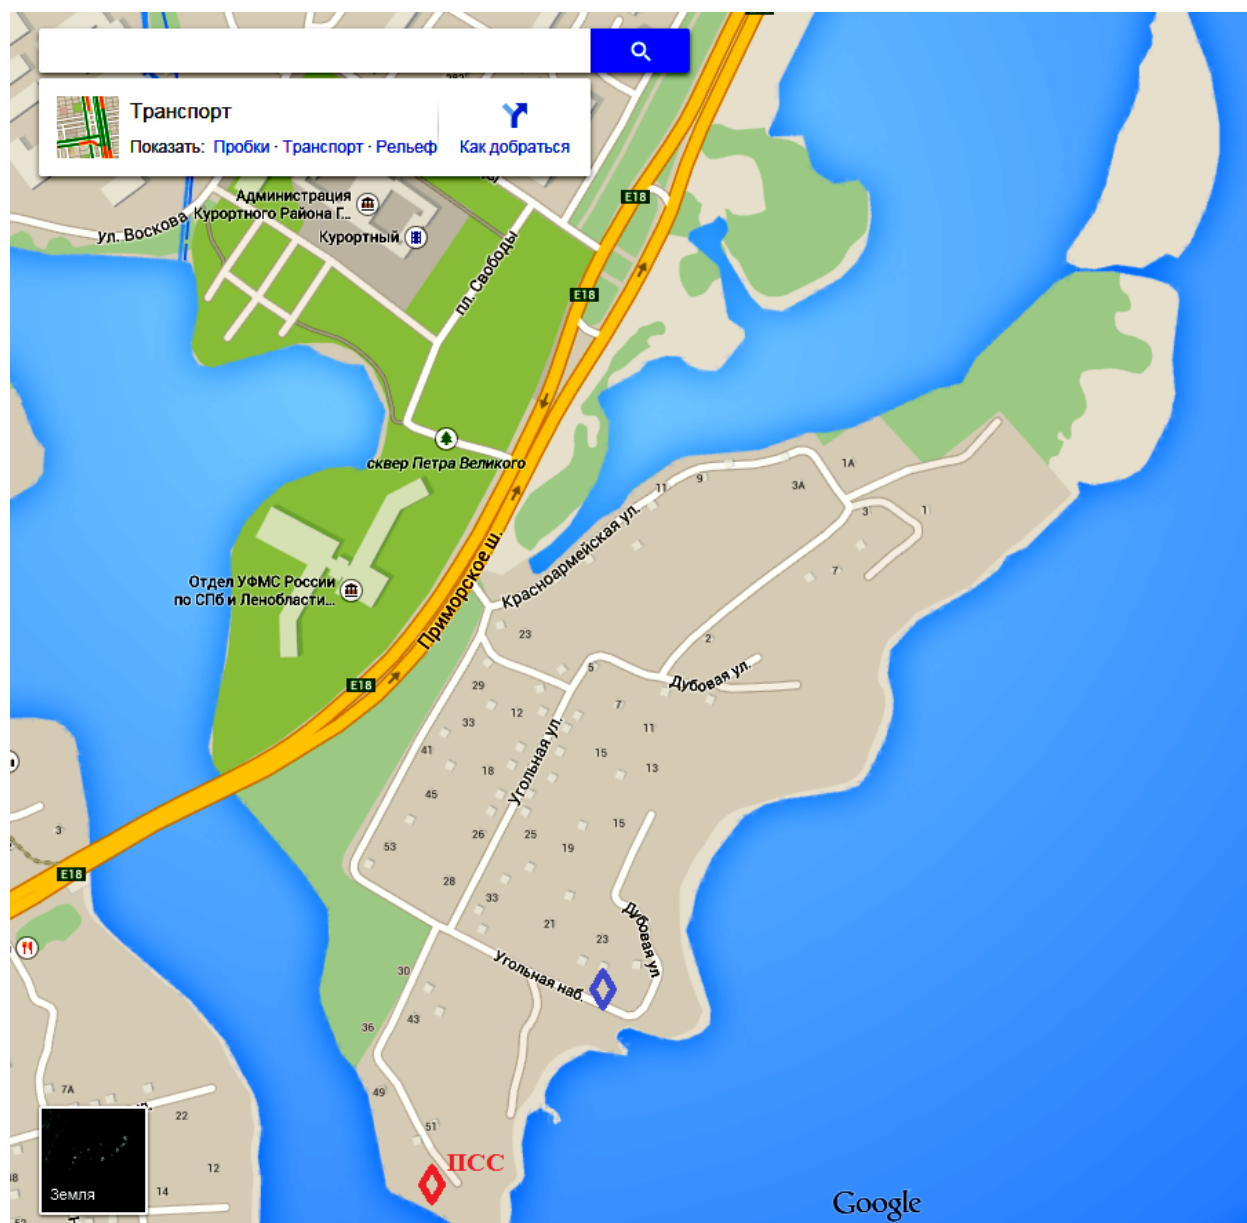 Транспорт
Показать: Пробки · Транспорт · Рельеф
Как добраться
E18
Администрация
Курортного Района Г...
Курортный
ул. Воскова
пл. Свободы
E18
сквер Петра Великого
1А
3А
9
11
3
1
Красноармейская ул.
Приморское ш.
Отдел УФМС России
по СПб и Ленобласти...
7
23
2
5
Дубовая ул.
E18
29
12
7
33
11
41
15
18
13
Угольная ул.
45
15
3
26
25
53
19
E18
28
33
21
23
Дубовая ул
30
Угольная наб.
43
36
7А
49
22
51
ПСС
12
14
Земля
Google